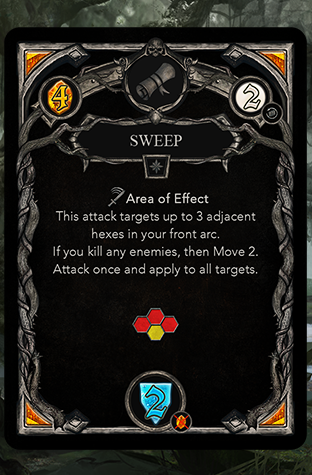 4
2
SWEEP
Area of Effect
This attack targets up to 3 adjacent
hexes in your front arc.
If you kill any enemies, then Move 2.
Attack once and apply to all targets.
2